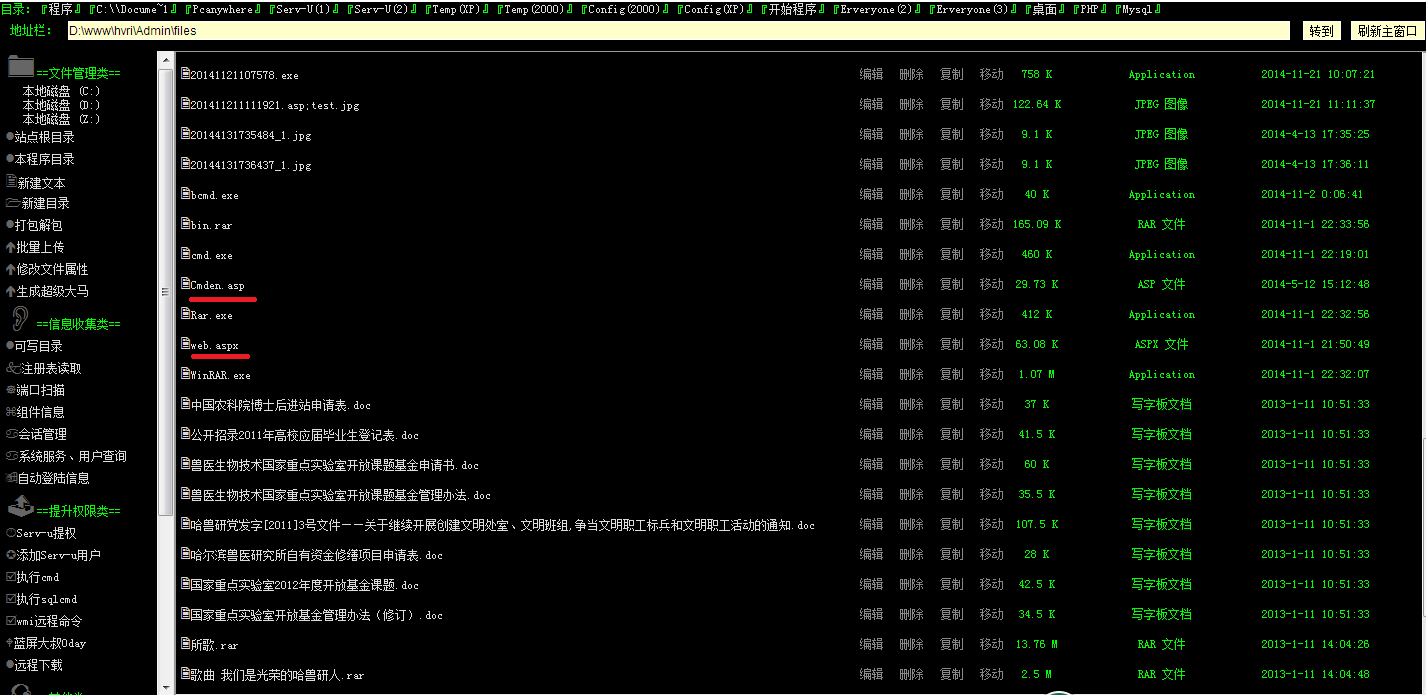 目录: 『程序』『C:\\Docume~1』『Pcanywhere』『Serv-U(1)』『Serv-U(2)』『Temp(XP)』『Temp(2000)』『Config(2000)』『Config(XP)』『开始程序』『Erveryone(2)』『Erveryone(3)』『桌面』『PHP』『Mysql』
地址栏: D:\www\hvri\Admin\files 转到 刷新主窗口
==文件管理类==
本地磁盘 (C:)
本地磁盘 (D:)
本地磁盘 (Z:)
站点根目录
本程序目录
新建文本
新建目录
打包解包
批量上传
修改文件属性
生成超级大马
==信息收集类==
可写目录
注册表读取
端口扫描
组件信息
会话管理
系统服务、用户查询
自动登陆信息
==提升权限类==
Serv-u提权
添加Serv-u用户
执行cmd
执行sqlcmd
wmi远程命令
蓝屏大叔0day
远程下载
20141121107578.exe 编辑 删除 复制 移动 758 K Application 2014-11-21 10:07:21
201411211111921.asp;test.jpg 编辑 删除 复制 移动 122.64 K JPEG 图像 2014-11-21 11:11:37
20144131735484_1.jpg 编辑 删除 复制 移动 9.1 K JPEG 图像 2014-4-13 17:35:25
20144131736437_1.jpg 编辑 删除 复制 移动 9.1 K JPEG 图像 2014-4-13 17:36:11
bcmd.exe 编辑 删除 复制 移动 40 K Application 2014-11-2 0:06:41
bin.rar 编辑 删除 复制 移动 165.09 K RAR 文件 2014-11-1 22:33:56
cmd.exe 编辑 删除 复制 移动 460 K Application 2014-11-1 22:19:01
Cmden.asp 编辑 删除 复制 移动 29.73 K ASP 文件 2014-5-12 15:12:48
Rar.exe 编辑 删除 复制 移动 412 K Application 2014-11-1 22:32:56
web.aspx 编辑 删除 复制 移动 63.08 K ASPX 文件 2014-11-1 21:50:49
WinRAR.exe 编辑 删除 复制 移动 1.07 M Application 2014-11-1 22:32:07
中国农科院博士后进站申请表.doc 编辑 删除 复制 移动 37 K 写字板文档 2013-1-11 10:51:33
公开招录2011年高校应届毕业生登记表.doc 编辑 删除 复制 移动 41.5 K 写字板文档 2013-1-11 10:51:33
兽医生物技术国家重点实验室开放课题基金申请书.doc 编辑 删除 复制 移动 60 K 写字板文档 2013-1-11 10:51:33
兽医生物技术国家重点实验室开放课题基金管理办法.doc 编辑 删除 复制 移动 35.5 K 写字板文档 2013-1-11 10:51:33
哈兽研党发字[2011]3号文件——关于继续开展创建文明处室、文明班组,争当文明职工标兵和文明职工活动的通知.doc 编辑 删除 复制 移动 107.5 K 写字板文档 2013-1-11 10:51:33
哈尔滨兽医研究所自有资金修缮项目申请表.doc 编辑 删除 复制 移动 28 K 写字板文档 2013-1-11 10:51:33
国家重点实验室2012年度开放基金课题.doc 编辑 删除 复制 移动 42.5 K 写字板文档 2013-1-11 10:51:33
国家重点实验室开放基金管理办法（修订）.doc 编辑 删除 复制 移动 34.5 K 写字板文档 2013-1-11 10:51:33
所歌.rar 编辑 删除 复制 移动 13.76 M RAR 文件 2013-1-11 14:04:26
歌曲 我们是光荣的哈兽研人.rar 编辑 删除 复制 移动 2.5 M RAR 文件 2013-1-11 14:04:48